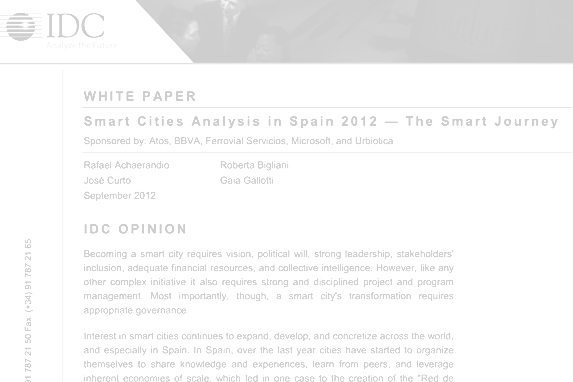 IDC
Analyze the Future
WHITE PAPER
Smart Cities Analysis in Spain 2012 — The Smart Journey
Sponsored by: Atos, BBVA, Ferrovial Servicios, Microsoft, and Urbiotica
Rafael Achaerandio Roberta Bigliani
José Curto Gaia Gallotti
September 2012
IDC OPINION
Becoming a smart city requires vision, political will, strong leadership, stakeholders'
inclusion, adequate financial resources, and collective intelligence. However, like any
other complex initiative it also requires strong and disciplined project and program
management. Most importantly, though, a smart city's transformation requires
appropriate governance.
Interest in smart cities continues to expand, develop, and concretize across the world,
and especially in Spain. In Spain, over the last year cities have started to organize
themselves to share knowledge and experiences, learn from peers, and leverage
inherent economies of scale, which led in one case to the creation of the "Red de
91 787 21 50 Fax. (+34) 91 787 21 65